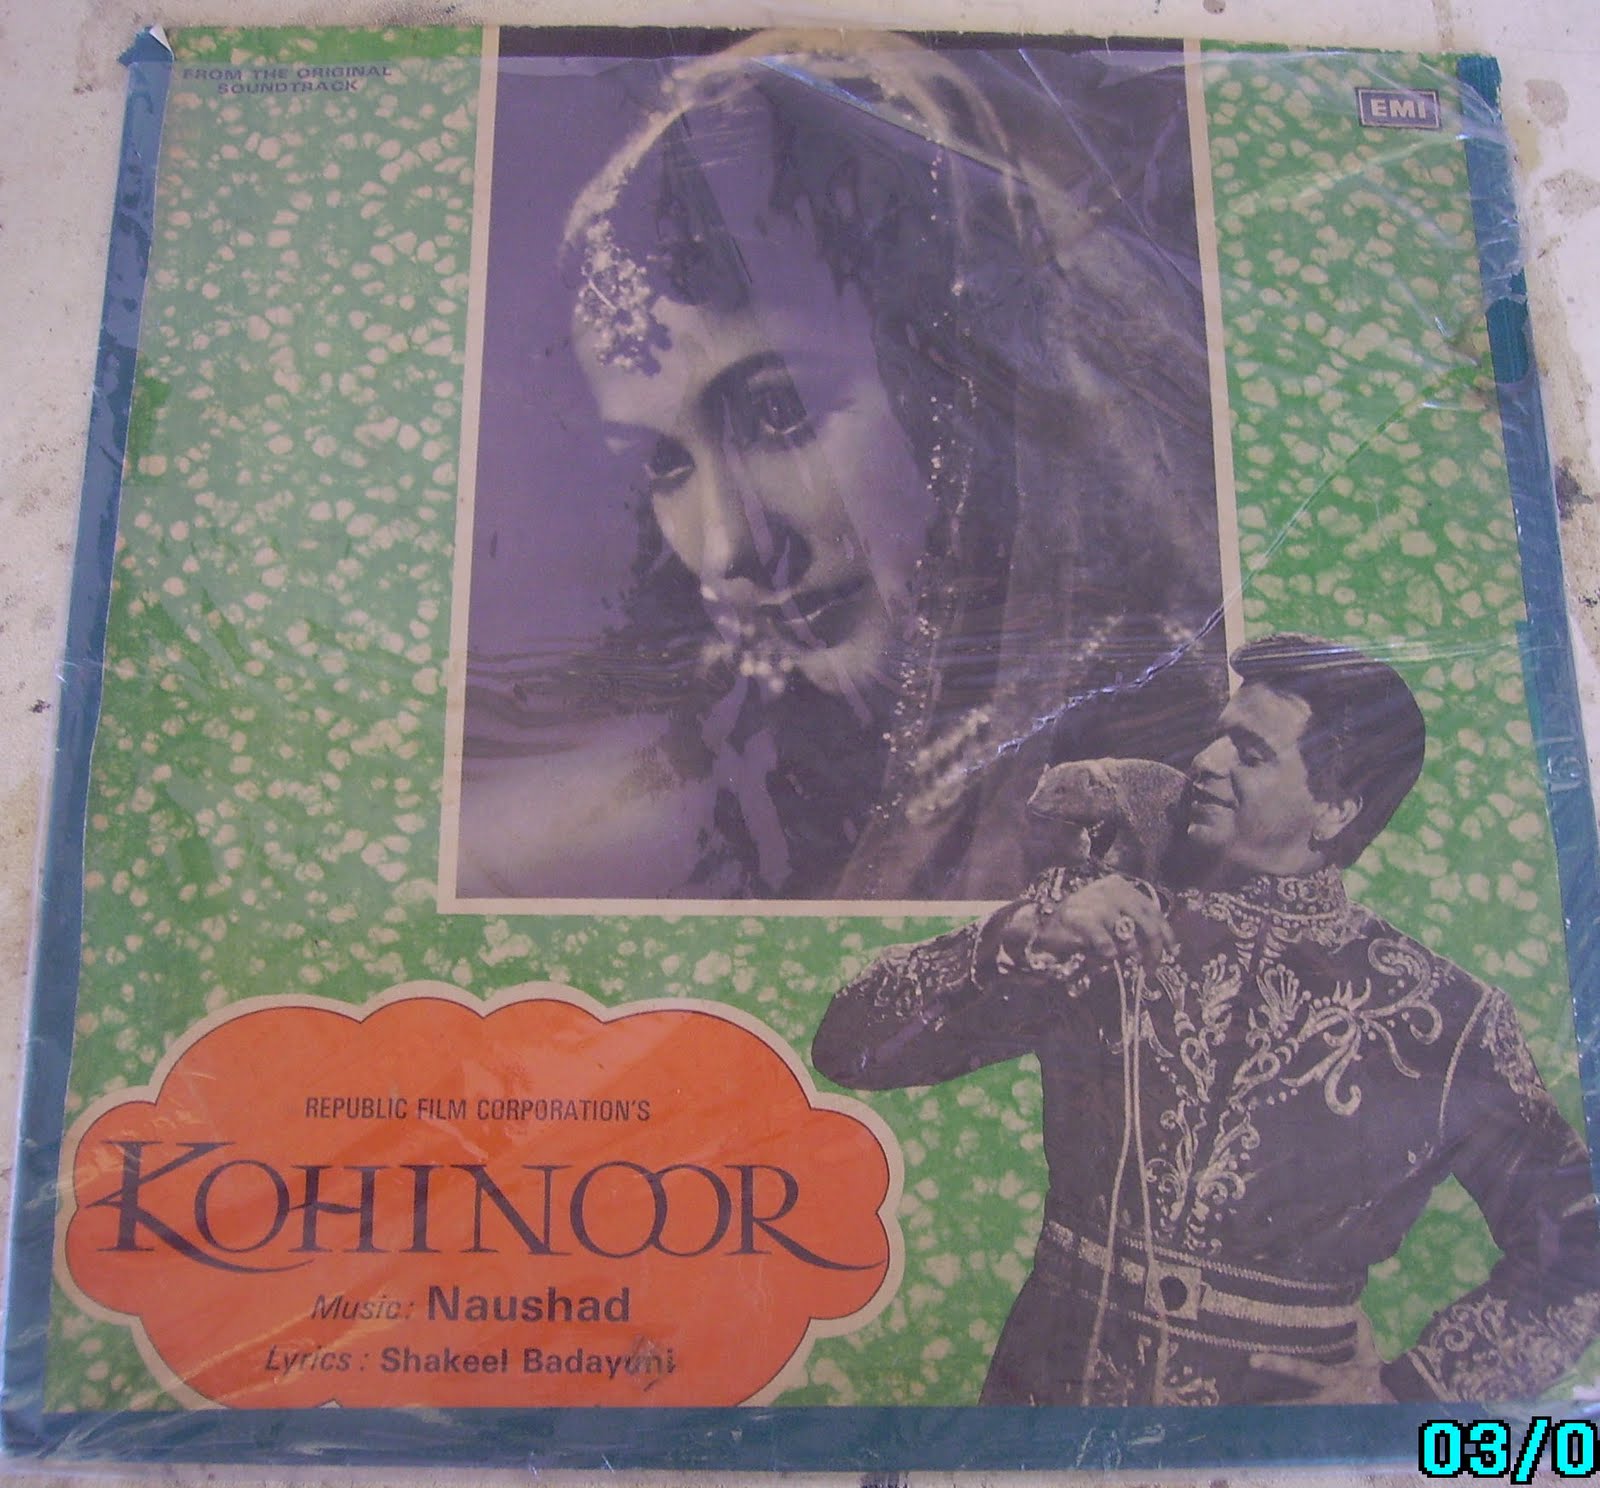 FROM THE ORIGINAL
SOUNDTRACK
EMI
REPUBLIC FILM CORPORATION'S
KOHINOOR
Music: Naushad
Lyrics: Shakeel Badayuni
03/0